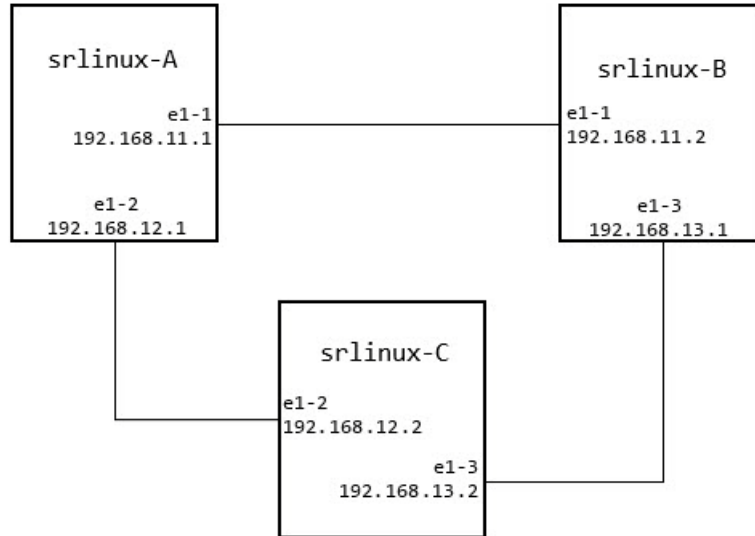 srlinux-A
e1-1
192.168.11.1
e1-2
192.168.12.1
srlinux-B
e1-1
192.168.11.2
e1-3
192.168.13.1
srlinux-C
e1-2
192.168.12.2
e1-3
192.168.13.2